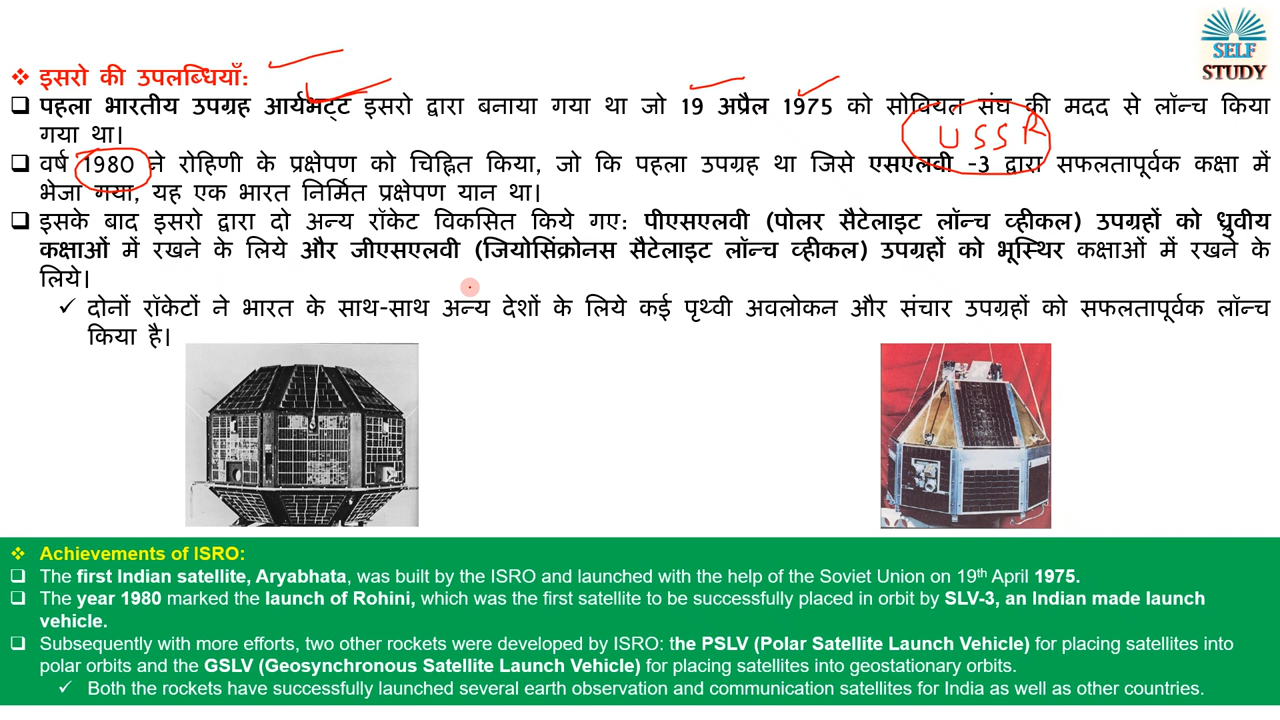 SELF
STUDY
❖ इसरो की उपलब्धियाँ:
❑ पहला भारतीय उपग्रह आर्यभट्ट इसरो द्वारा बनाया गया था जो 19 अप्रैल 1975 को सोवियत संघ की मदद से लॉन्च किया
गया था।
USSR
❑ वर्ष 1980 ने रोहिणी के प्रक्षेपण को चिह्नित किया, जो कि पहला उपग्रह था जिसे एसएलवी -3 द्वारा सफलतापूर्वक कक्षा में
भेजा गया, यह एक भारत निर्मित प्रक्षेपण यान था।
❑ इसके बाद इसरो द्वारा दो अन्य रॉकेट विकसित किये गए: पीएसएलवी (पोलर सैटेलाइट लॉन्च व्हीकल) उपग्रहों को ध्रुवीय
कक्षाओं में रखने के लिये और जीएसएलवी (जियोसिंक्रोनस सैटेलाइट लॉन्च व्हीकल) उपग्रहों को भूस्थिर कक्षाओं में रखने के
लिये।
✓ दोनों रॉकेटों ने भारत के साथ-साथ अन्य देशों के लिये कई पृथ्वी अवलोकन और संचार उपग्रहों को सफलतापूर्वक लॉन्च
किया है।
❖ Achievements of ISRO:
❑ The first Indian satellite, Aryabhata, was built by the ISRO and launched with the help of the Soviet Union on 19th April 1975.
❑ The year 1980 marked the launch of Rohini, which was the first satellite to be successfully placed in orbit by SLV-3, an Indian made launch
vehicle.
❑ Subsequently with more efforts, two other rockets were developed by ISRO: the PSLV (Polar Satellite Launch Vehicle) for placing satellites into
polar orbits and the GSLV (Geosynchronous Satellite Launch Vehicle) for placing satellites into geostationary orbits.
✓ Both the rockets have successfully launched several earth observation and communication satellites for India as well as other countries.